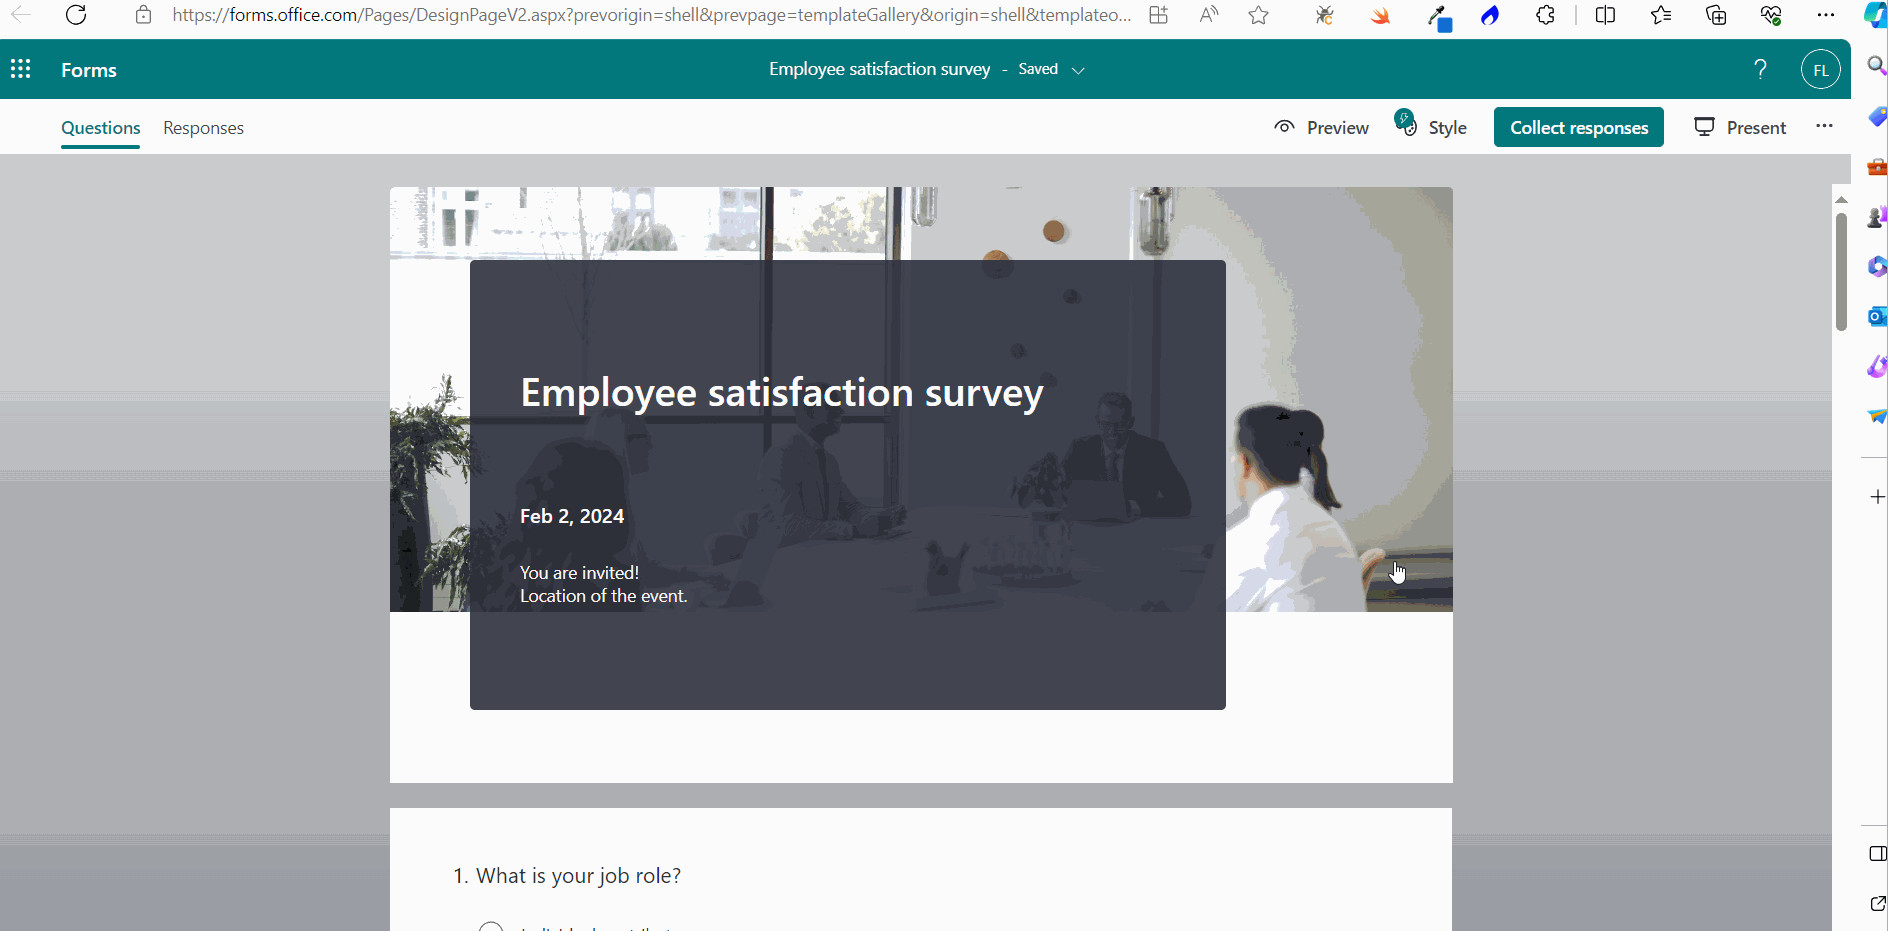 https://forms.office.com/Pages/DesignPageV2.aspx?prevorigin=shell&prevpage=templateGallery&origin=shell&templateo...
Forms
Employee satisfaction survey - Saved
?
FL
Questions
Responses
Preview
Style
Collect responses
Present
Employee satisfaction survey
Feb 2, 2024
You are invited!
Location of the event.
1. What is your job role?